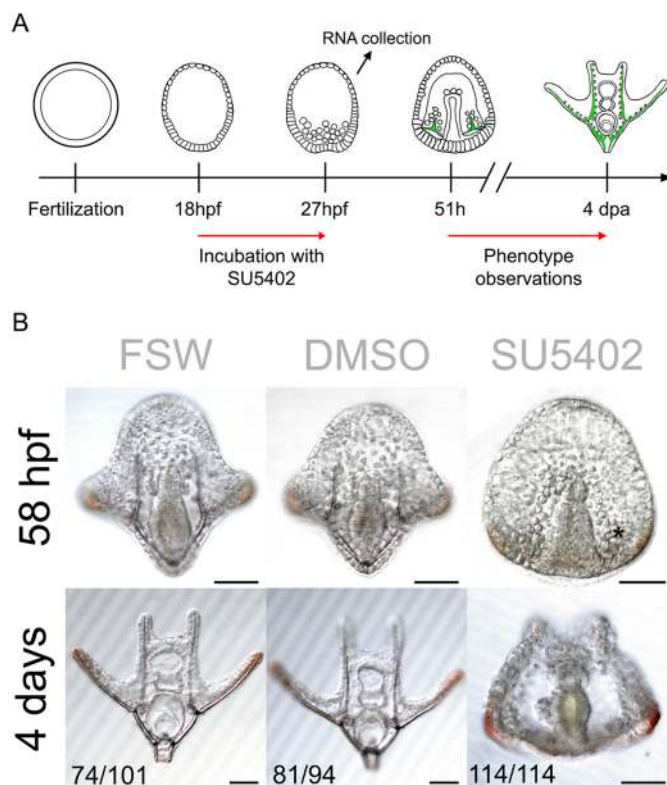 A
RNA collection
Fertilization
18hpf
27hpf
51h
4 dpa
Incubation with
SU5402
Phenotype
observations
B
FSW
DMSO
SU5402
58 hpf
*
4 days
74/101
81/94
114/114